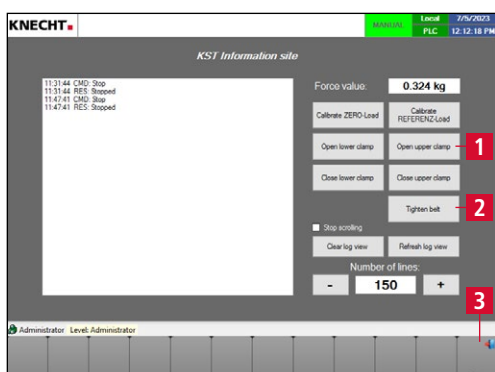 KNECHT
MANUAL
Local
PLC
7/5/2023
12:12:18 PM
KST Information site
11:31:44 CMD: Stop
11:31:44 RES: Stopped
11:47:41 CMD: Stop
11:47:41 RES: Stopped
Force value:
0.324 kg
Calibrate ZERO-Load
Calibrate
REFERENZ-Load
Open lower clamp
Open upper clamp
1
Close lower clamp
Close upper clamp
Tighten belt
2
Stop scrolling
Clear log view
Refresh log view
Number of lines:
-
150
+
3
Administrator Level: Administrator